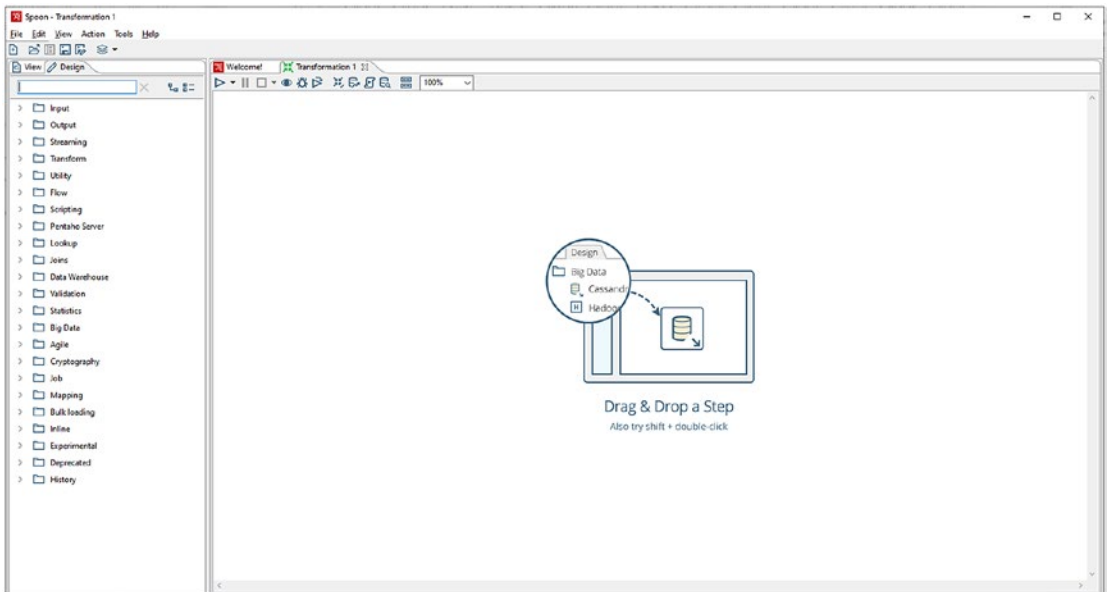 Spoon - Transformation 1
File Edit View Action Tools Help
View Design
Welcome! Transformation 1
100%
Input
Output
Streaming
Transform
Utility
Flow
Scripting
Pentaho Server
Lookup
Joins
Data Warehouse
Validation
Statistics
Big Data
Agile
Cryptography
Job
Mapping
Bulk loading
Inline
Experimental
Deprecated
History
Design
Big Data
Cassandr
H Hadoo
Drag & Drop a Step
Also try shift + double-click